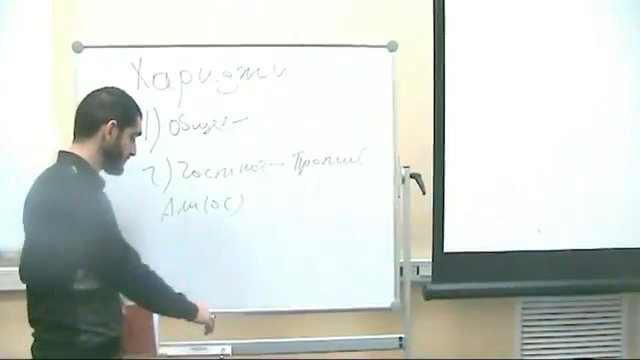 Хариджи
1) Общее –
2) Частное – Против
Али (ос)